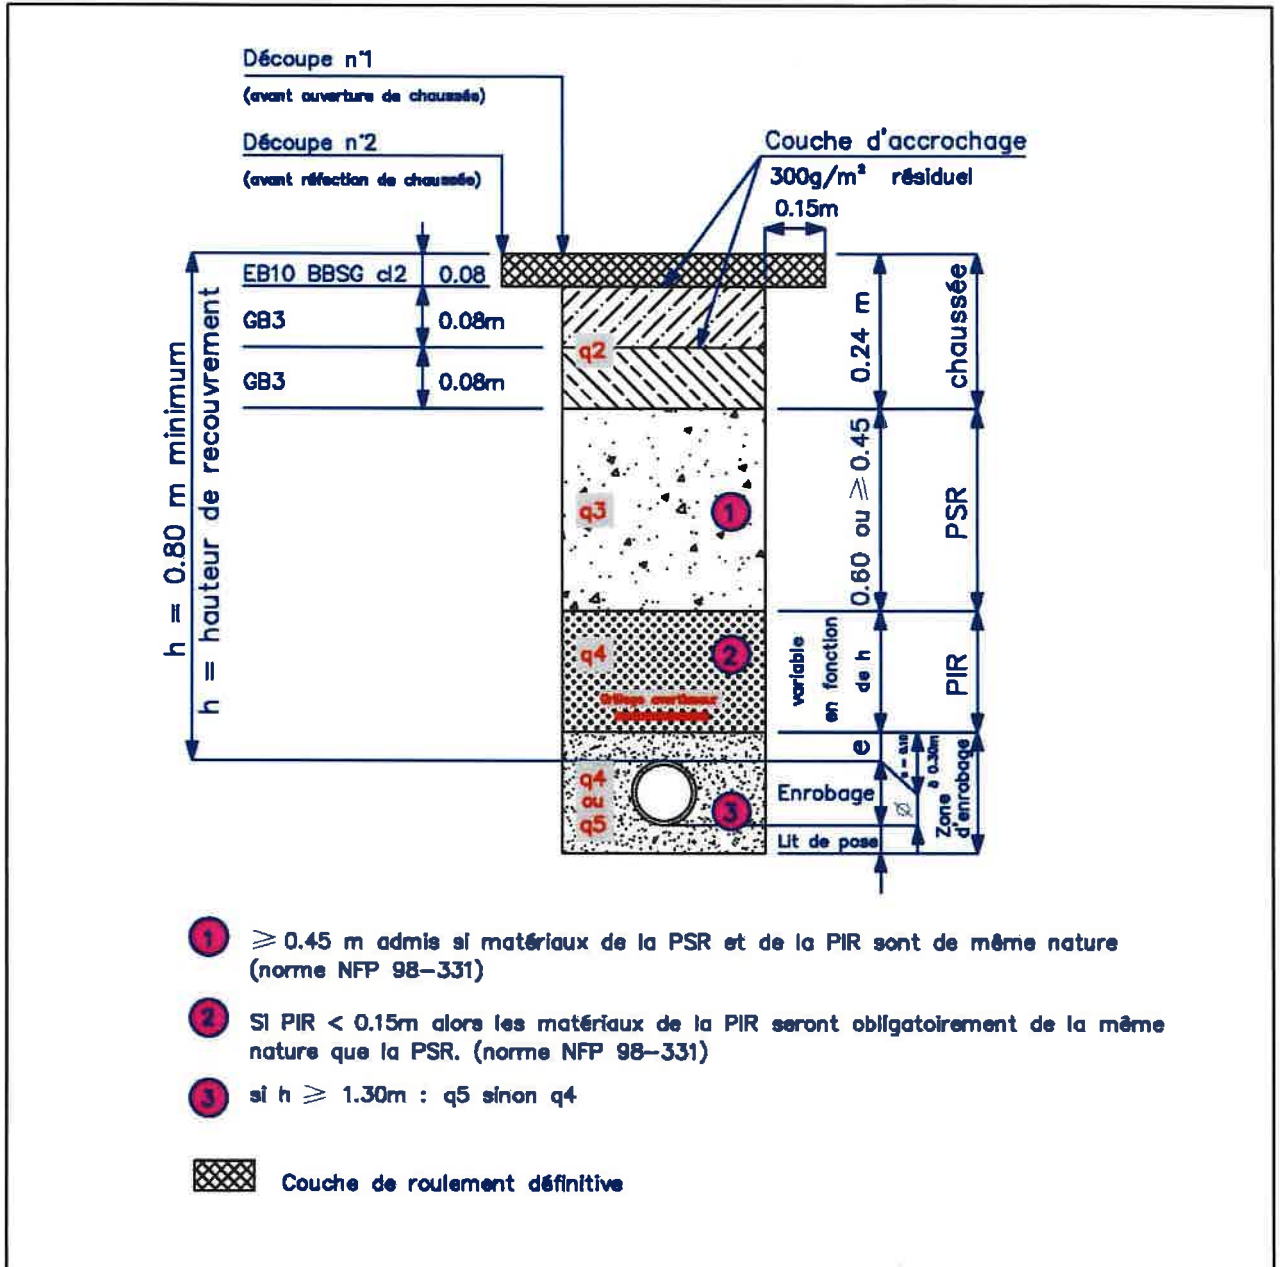 Découpe n°1
(avant ouverture de chaussée)
Découpe n°2
(avant réfection de chaussée)
Couche d'accrochage
300g/m² résiduel
0.15m
EB10 BBSG cl2 0.08
GB3 0.08m
GB3 0.08m
h = 0.80 m minimum
h = hauteur de recouvrement
q2
q3
1
q4
2
Grillage avertisseur
q4
ou
q5
3
0.24 m
chaussée
0.60 ou ≥ 0.45
PSR
variable
en fonction
de h
PIR
e
e = 0.10
à 0.30m
Enrobage
Ø
Zone
d'enrobage
Lit de pose
1 ≥ 0.45 m admis si matériaux de la PSR et de la PIR sont de même nature
(norme NFP 98-331)
2 Si PIR < 0.15m alors les matériaux de la PIR seront obligatoirement de la même
nature que la PSR. (norme NFP 98-331)
3 si h ≥ 1.30m : q5 sinon q4
Couche de roulement définitive